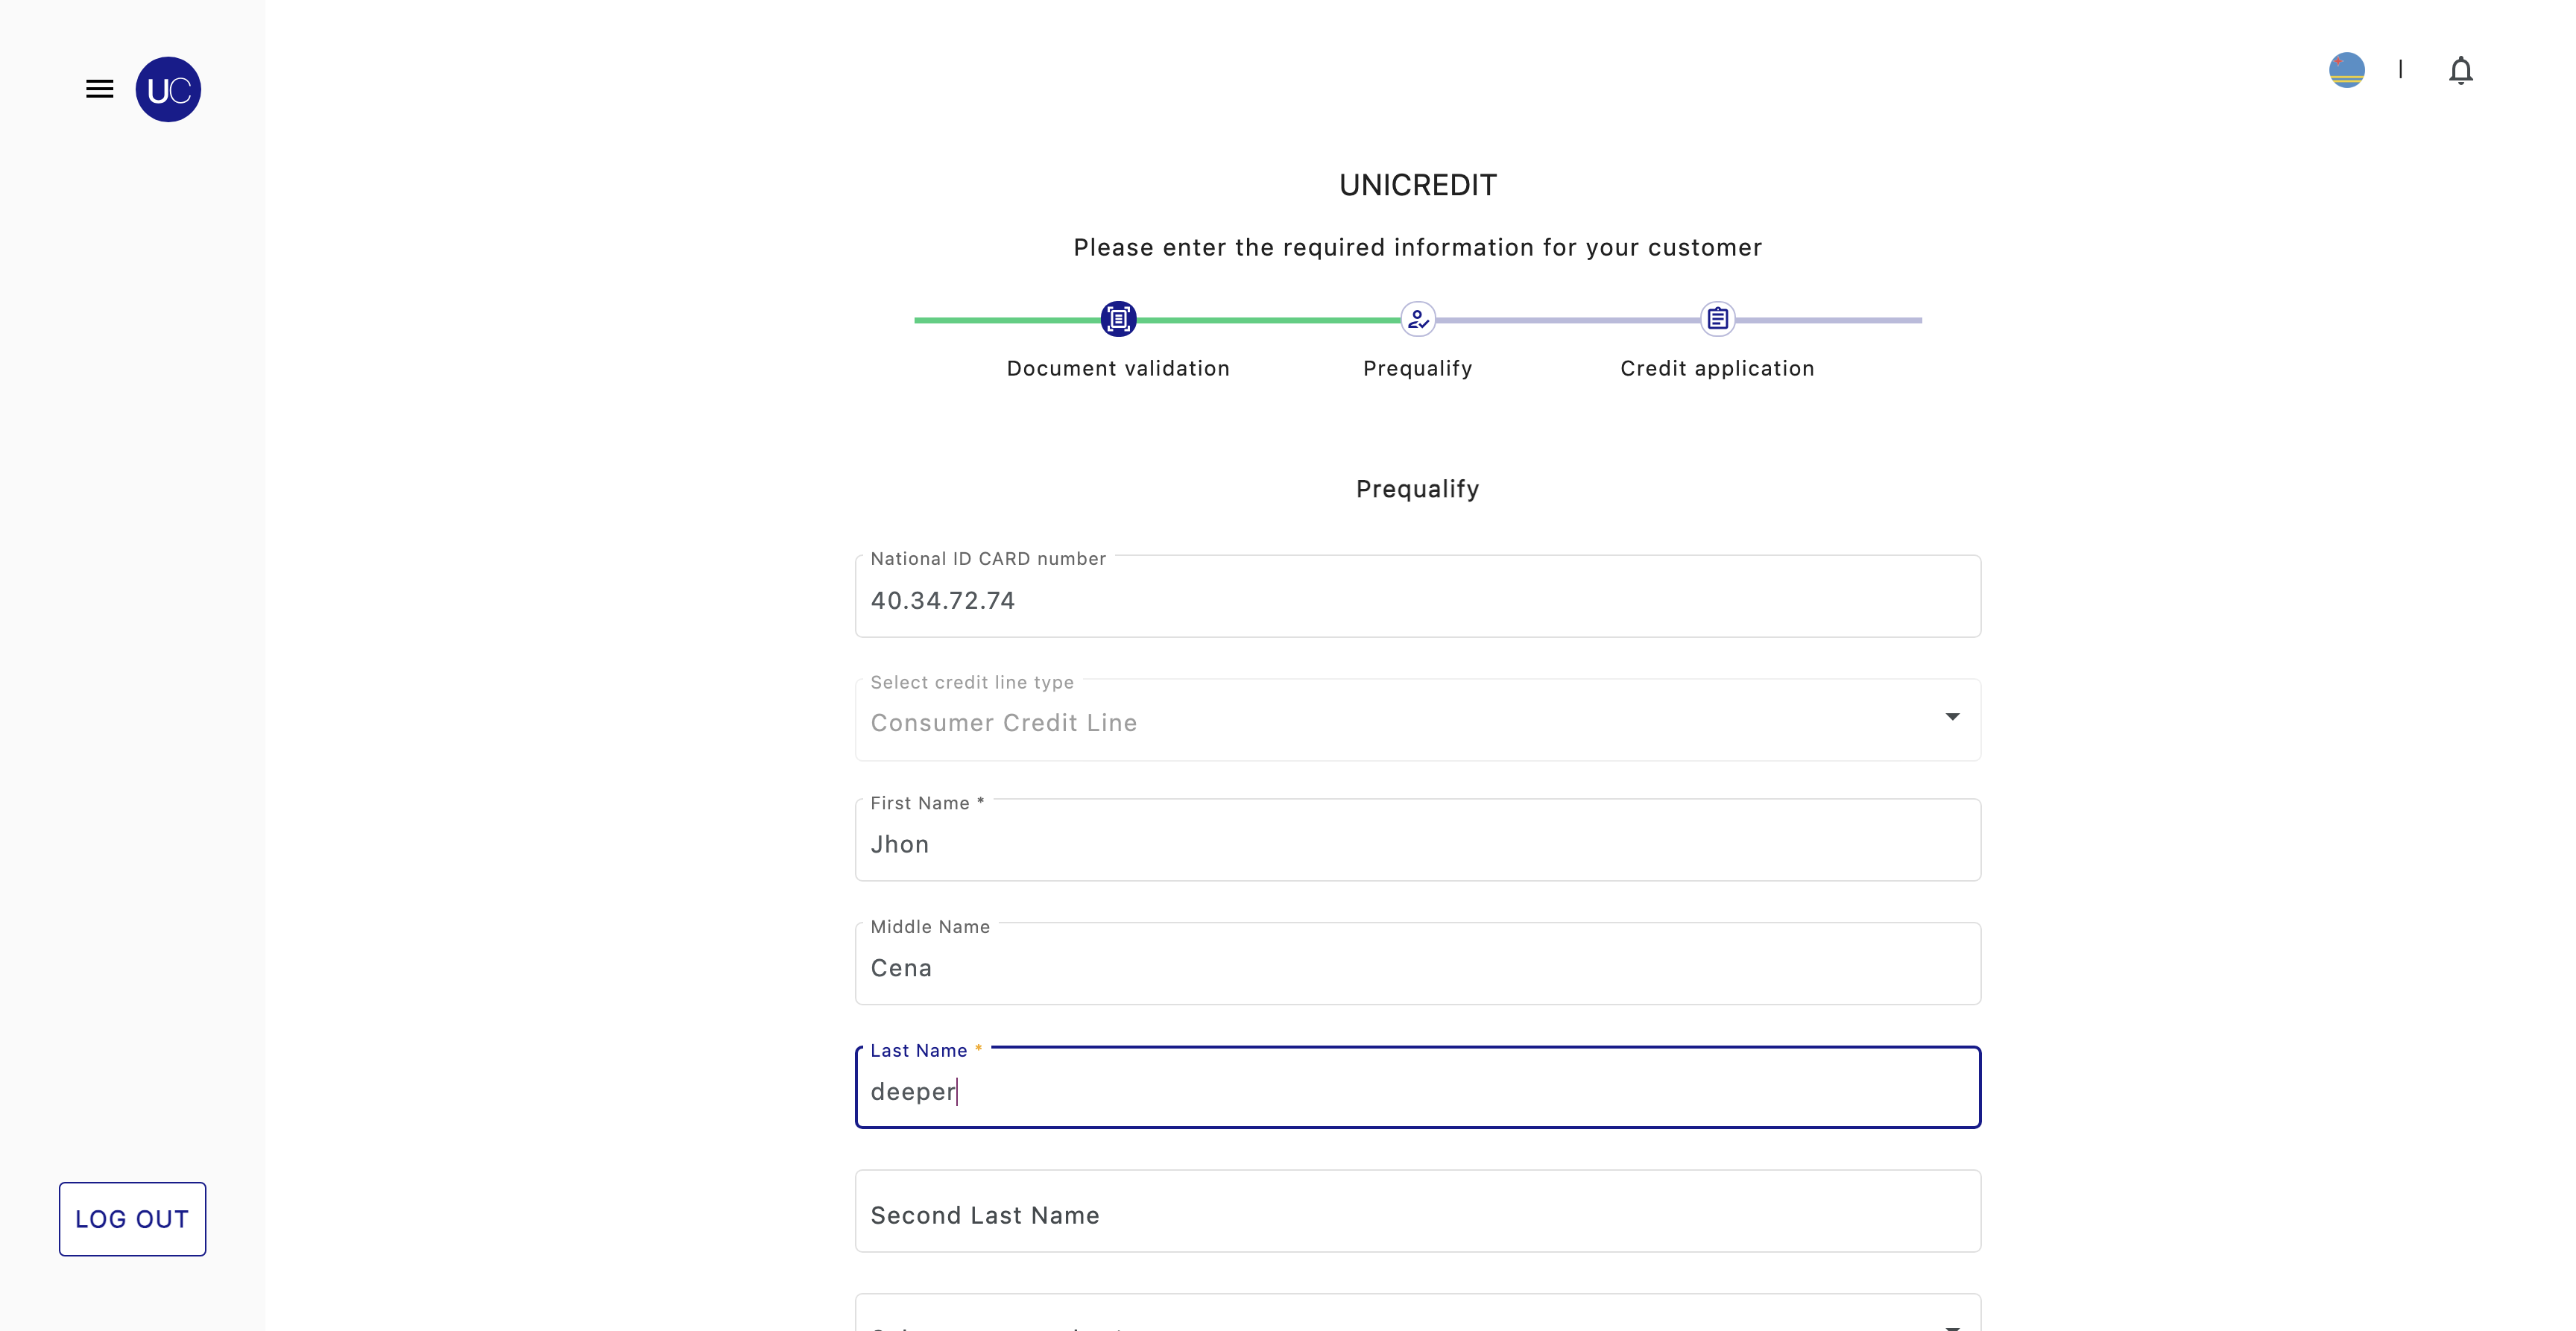 UC
UNICREDIT
Please enter the required information for your customer
Document validation
Prequalify
Credit application
Prequalify
National ID CARD number
40.34.72.74
Select credit line type
Consumer Credit Line
First Name *
Jhon
Middle Name
Cena
Last Name *
deeper
Second Last Name
LOG OUT